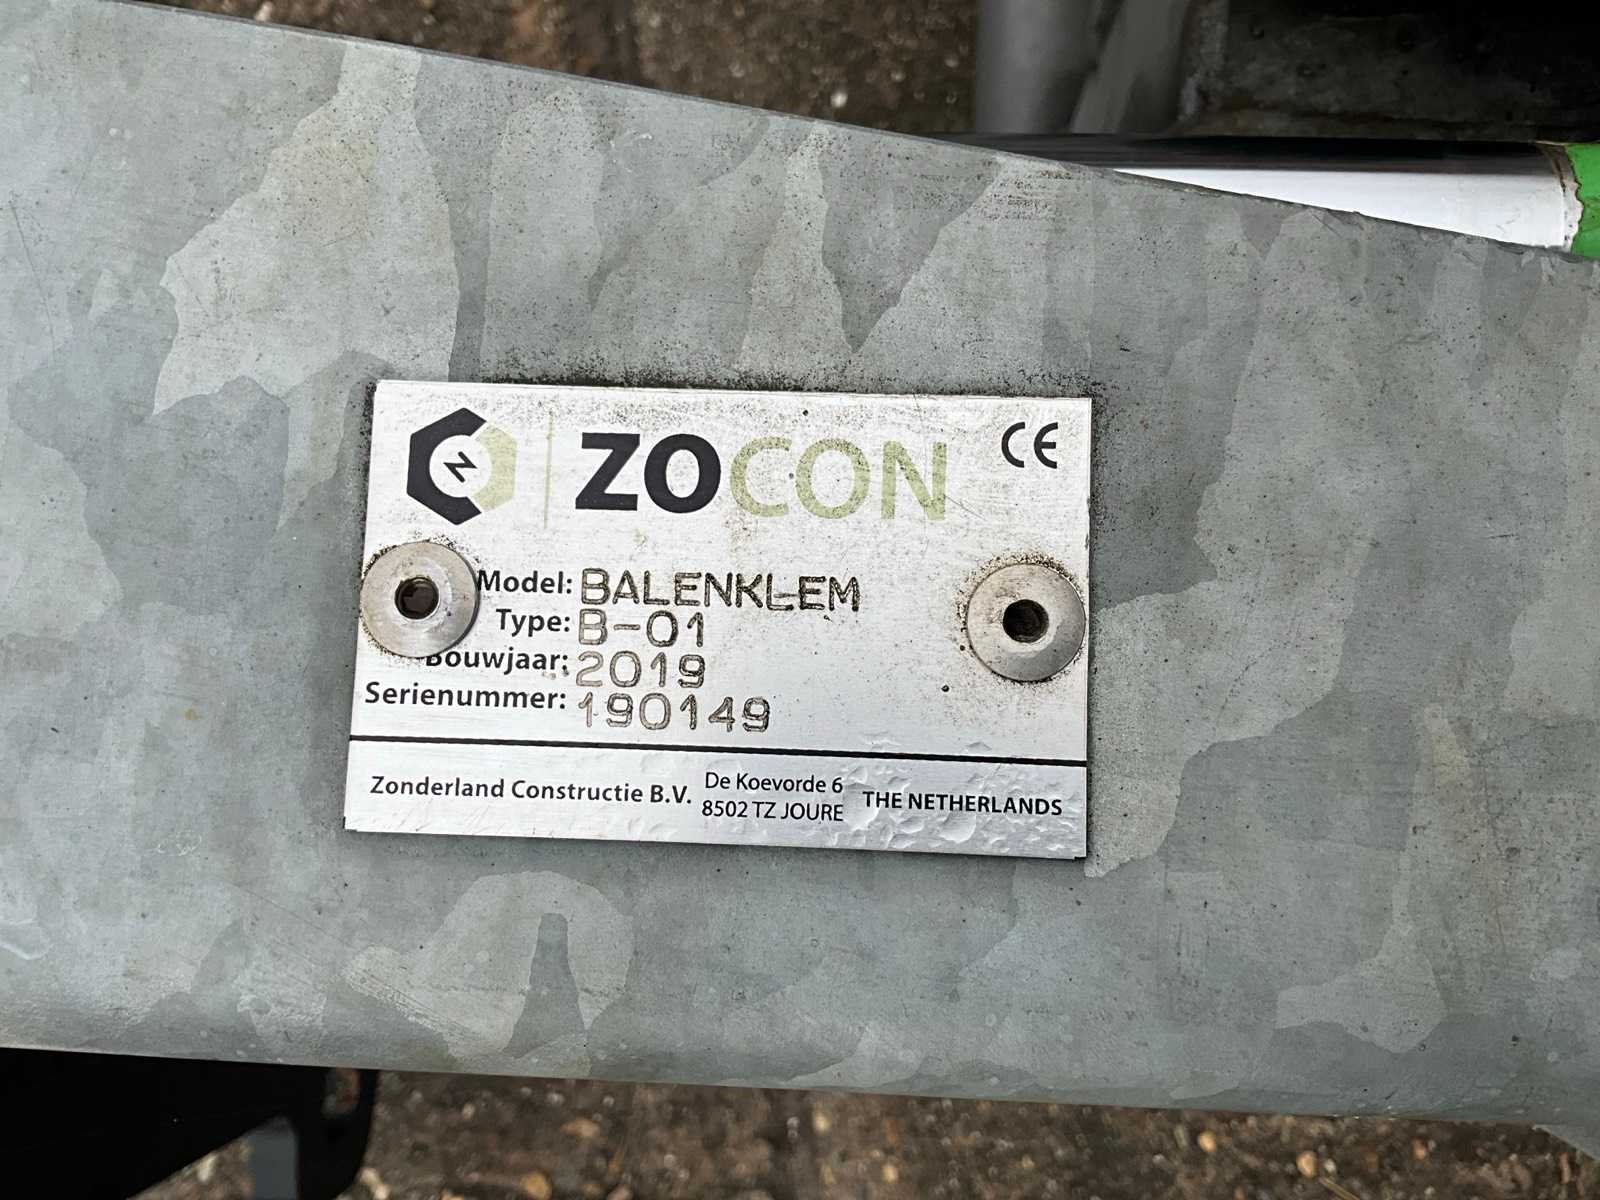 ZOCON CE
Model: BALENKLEM
Type: B-01
Bouwjaar: 2019
Serienummer: 190149
Zonderland Constructie B.V.
De Koevorde 6
8502 TZ JOURE
THE NETHERLANDS